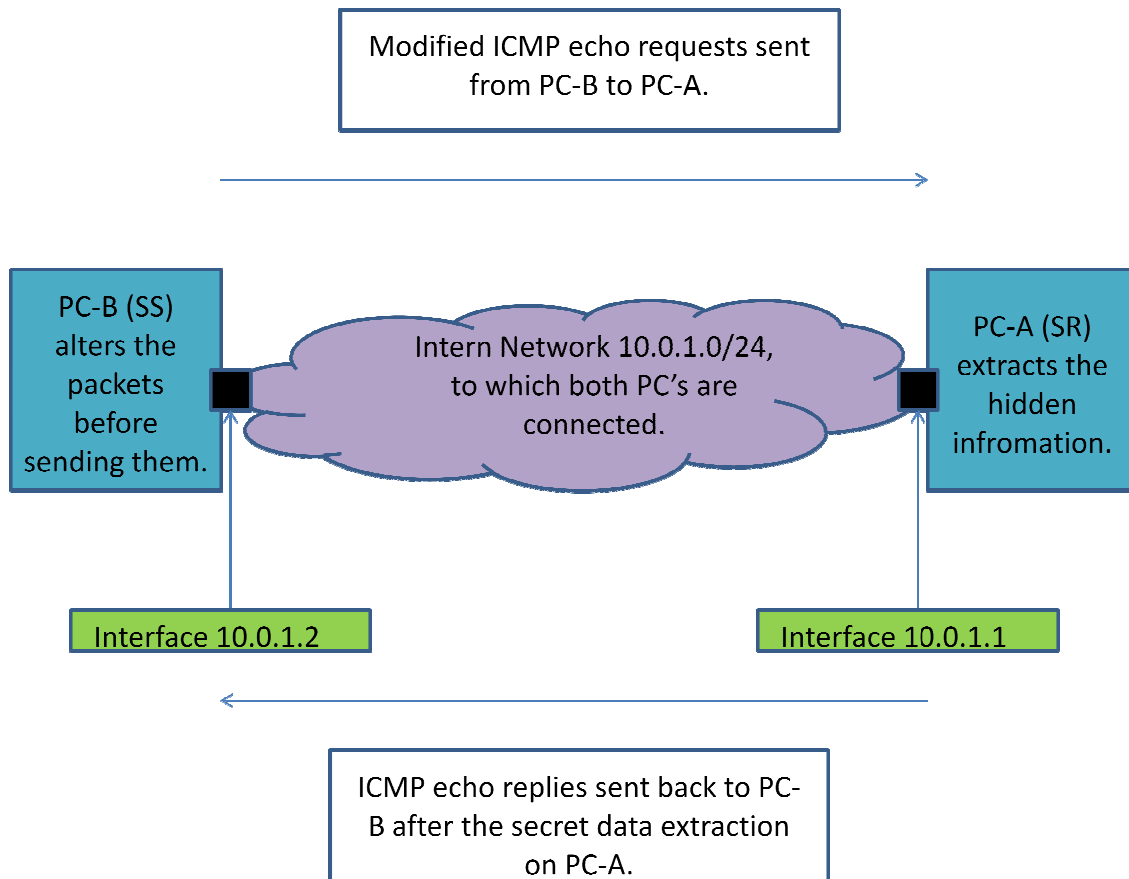 Modified ICMP echo requests sent
from PC-B to PC-A.
PC-B (SS)
alters the
packets
before
sending them.
Intern Network 10.0.1.0/24,
to which both PC's are
connected.
PC-A (SR)
extracts the
hidden
infromation.
Interface 10.0.1.2
Interface 10.0.1.1
ICMP echo replies sent back to PC-
B after the secret data extraction
on PC-A.